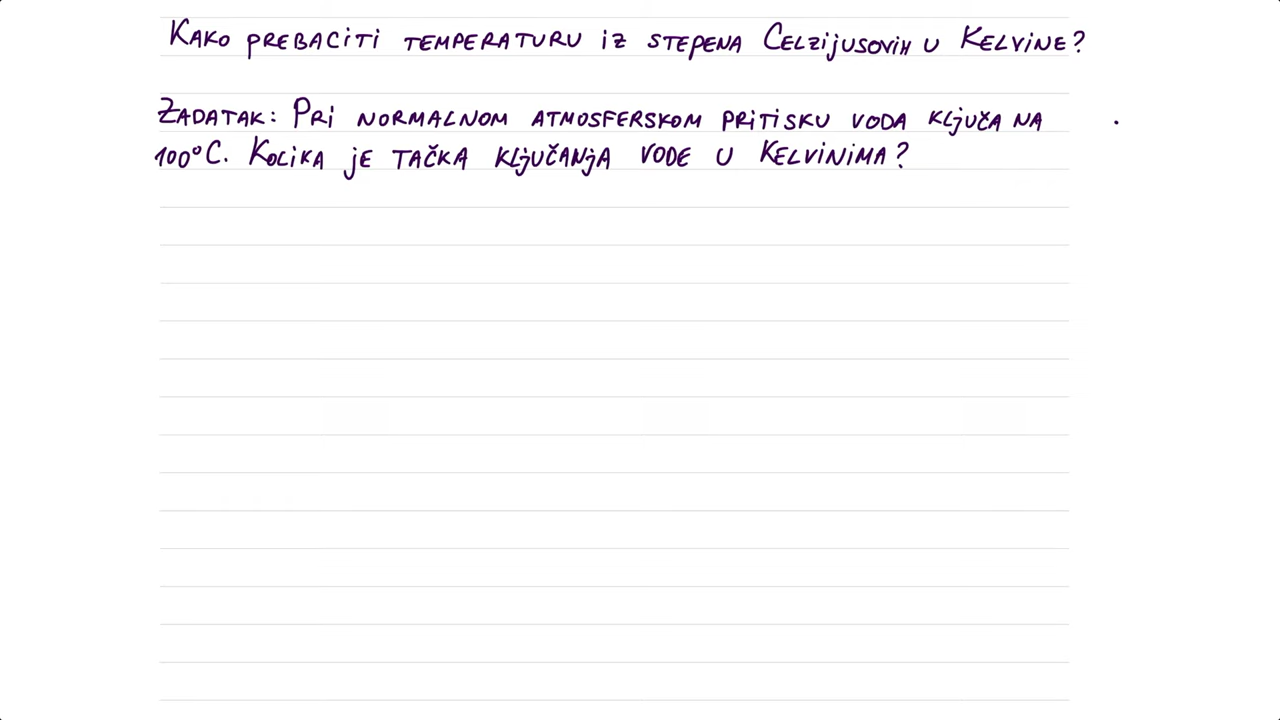 Kako prebaciti temperaturu iz stepena Celzijusovih u Kelvine?
Zadatak: Pri normalnom atmosferskom pritisku voda ključa na
100°C. Kolika je tačka ključanja vode u Kelvinima?